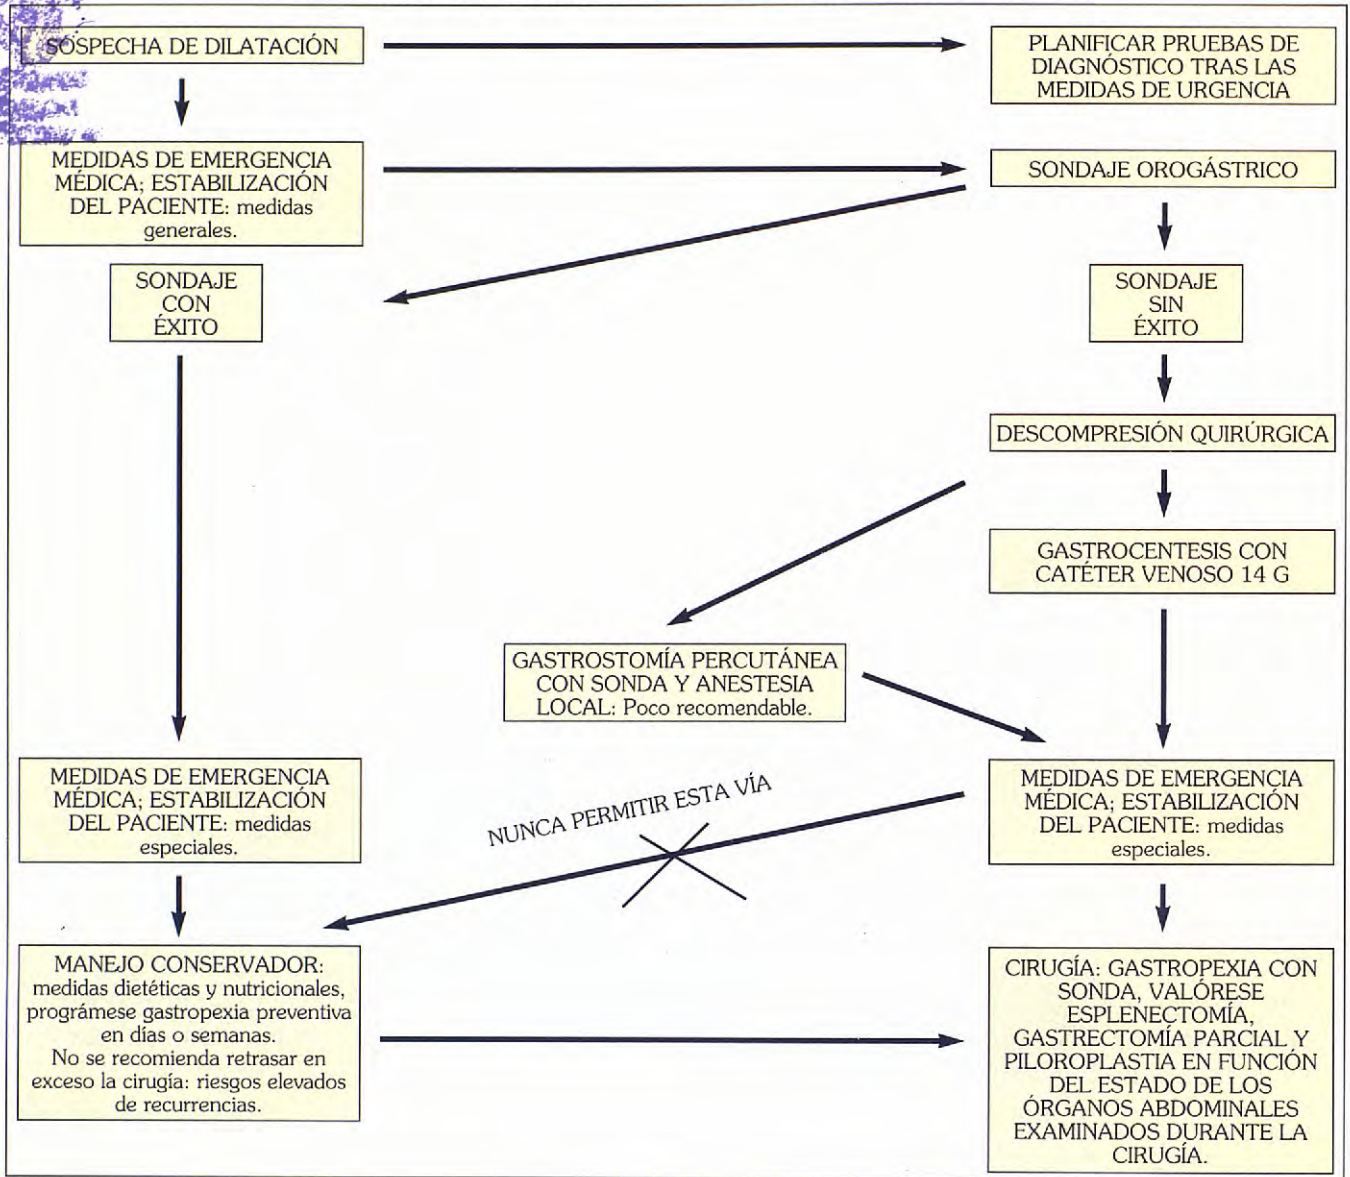 SOSPECHA DE DILATACIÓN
PLANIFICAR PRUEBAS DE
DIAGNÓSTICO TRAS LAS
MEDIDAS DE URGENCIA
MEDIDAS DE EMERGENCIA
MÉDICA; ESTABILIZACIÓN
DEL PACIENTE: medidas
generales.
SONDAJE OROGÁSTRICO
SONDAJE
CON
ÉXITO
SONDAJE
SIN
ÉXITO
DESCOMPRESIÓN QUIRÚRGICA
GASTROCENTESIS CON
CATÉTER VENOSO 14 G
GASTROSTOMÍA PERCUTÁNEA
CON SONDA Y ANESTESIA
LOCAL: Poco recomendable.
MEDIDAS DE EMERGENCIA
MÉDICA; ESTABILIZACIÓN
DEL PACIENTE: medidas
especiales.
NUNCA PERMITIR ESTA VÍA
MEDIDAS DE EMERGENCIA
MÉDICA; ESTABILIZACIÓN
DEL PACIENTE: medidas
especiales.
MANEJO CONSERVADOR:
medidas dietéticas y nutricionales,
prográmese gastropexia preventiva
en días o semanas.
No se recomienda retrasar en
exceso la cirugía: riesgos elevados
de recurrencias.
CIRUGÍA: GASTROPEXIA CON
SONDA, VALÓRESE
ESPLENECTOMÍA,
GASTRECTOMÍA PARCIAL Y
PILOROPLASTIA EN FUNCIÓN
DEL ESTADO DE LOS
ÓRGANOS ABDOMINALES
EXAMINADOS DURANTE LA
CIRUGÍA.